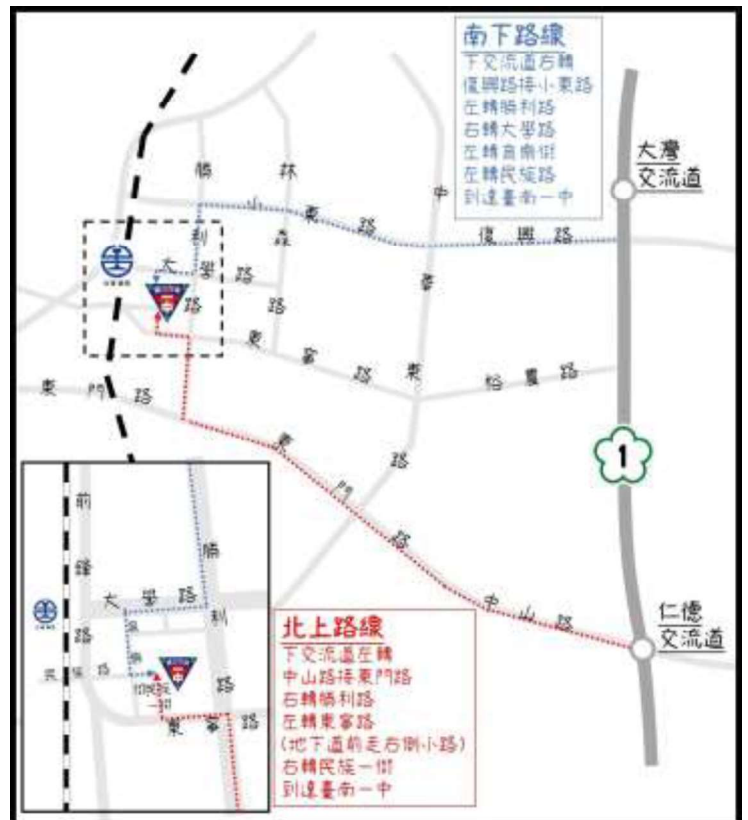 南下路線
下交流道右轉
復興路接小東路
左轉勝利路
右轉大學路
左轉育樂街
左轉民族路
到達臺南一中
大灣
交流道
勝利路
林森路
中華東路
小東路
復興路
大學路
東寧路
裕農路
東門路
東門路
中山路
1
仁德
交流道
前鋒路
勝利路
大學路
民族路
東寧路
北上路線
下交流道左轉
中山路接東門路
右轉勝利路
左轉東寧路
(地下道前走右側小路)
右轉民族一街
到達臺南一中